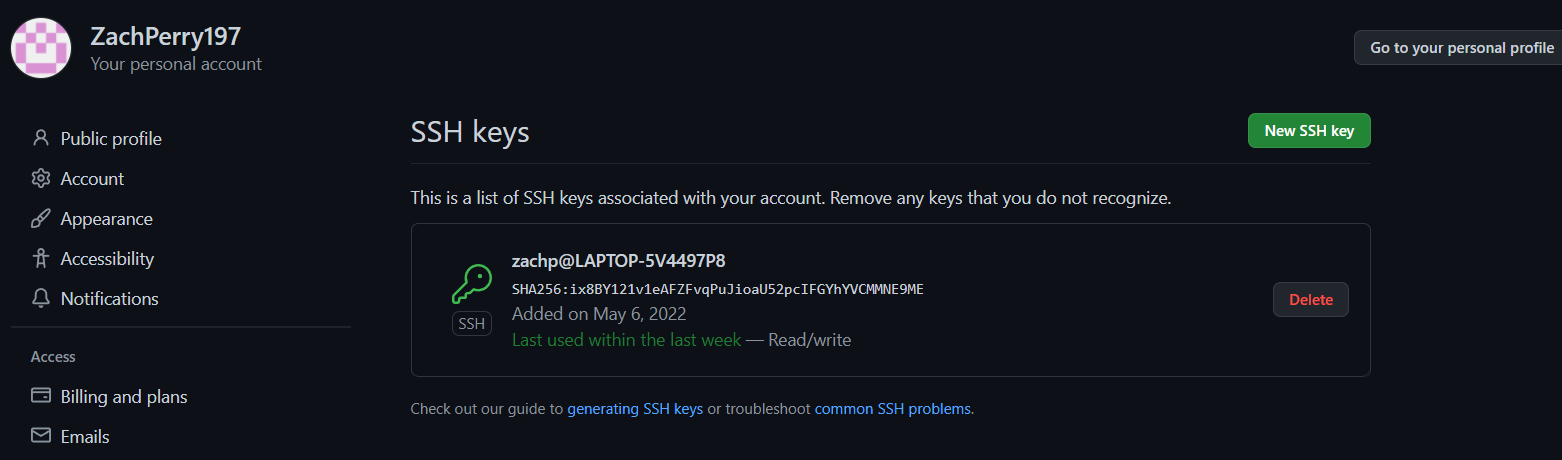 ZachPerry197
Your personal account
Go to your personal profile
Public profile
Account
Appearance
Accessibility
Notifications
Access
Billing and plans
Emails
SSH keys
New SSH key
This is a list of SSH keys associated with your account. Remove any keys that you do not recognize.
zachp@LAPTOP-5V4497P8
SHA256:ix8BY121v1eAFZFvqPuJioaU52pcIFGYhYVCMMNE9ME
Added on May 6, 2022
Last used within the last week — Read/write
SSH
Delete
Check out our guide to generating SSH keys or troubleshoot common SSH problems.